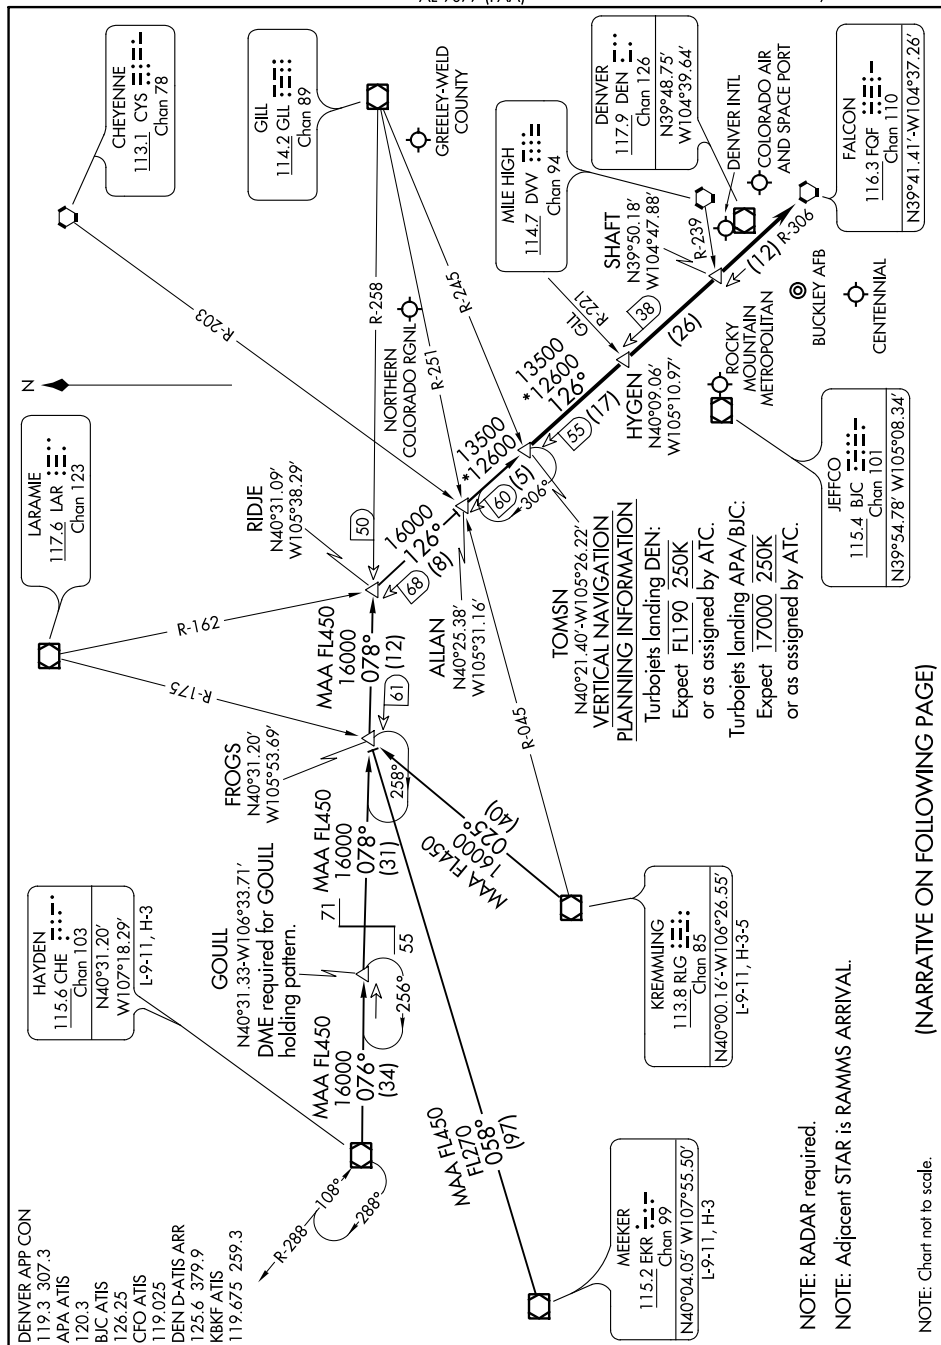 AL-9077 (FAA)
DENVER APP CON
119.3 307.3
APA ATIS
120.3
BJC ATIS
126.25
CFO ATIS
119.025
DEN D-ATIS ARR
125.6 379.9
KBKF ATIS
119.675 259.3
HAYDEN
115.6 CHE
Chan 103
N40°31.20'
W107°18.29'
L-9-11, H-3
LARAMIE
117.6 LAR
Chan 123
N
CHEYENNE
113.1 CYS
Chan 78
GILL
114.2 GLL
Chan 89
GREELEY-WELD
COUNTY
R-288
108°
288°
MAA FL450
16000
076°
(34)
GOULL
N40°31.33'-W106°33.71'
DME required for GOULL
holding pattern.
256°
71
55
MAA FL450
16000
078°
(31)
FROGS
N40°31.20'
W105°53.69'
258°
61
R-175
R-162
MAA FL450
16000
078°
(12)
RIDJE
N40°31.09'
W105°38.29'
50
R-258
R-203
R-251
R-245
NORTHERN
COLORADO RGNL
68
16000
126°
(8)
ALLAN
N40°25.38'
W105°31.16'
60
13500
*12600
(5)
306°
TOMSN
N40°21.40'-W105°26.22'
55
13500
*12600
126°
(17)
GLL
R-221
38
HYGEN
N40°09.06'
W105°10.97'
(26)
MILE HIGH
114.7 DVV
Chan 94
SHAFT
N39°50.18'
W104°47.88'
R-239
(12)
R-306
DENVER
117.9 DEN
Chan 126
N39°48.75'
W104°39.64'
DENVER INTL
COLORADO AIR
AND SPACE PORT
FALCON
116.3 FQF
Chan 110
N39°41.41'-W104°37.26'
BUCKLEY AFB
CENTENNIAL
ROCKY
MOUNTAIN
METROPOLITAN
JEFFCO
115.4 BJC
Chan 101
N39°54.78' W105°08.34'
VERTICAL NAVIGATION
PLANNING INFORMATION
Turbojets landing DEN:
Expect FL190 250K
or as assigned by ATC.
Turbojets landing APA/BJC:
Expect 17000 250K
or as assigned by ATC.
R-045
MAA FL450
16000
025°
(40)
KREMMLING
113.8 RLG
Chan 85
N40°00.16'-W106°26.55'
L-9-11, H-3-5
MAA FL450
FL270
058°
(97)
MEEKER
115.2 EKR
Chan 99
N40°04.05' W107°55.50'
L-9-11, H-3
NOTE: RADAR required.
NOTE: Adjacent STAR is RAMMS ARRIVAL.
NOTE: Chart not to scale.
(NARRATIVE ON FOLLOWING PAGE)